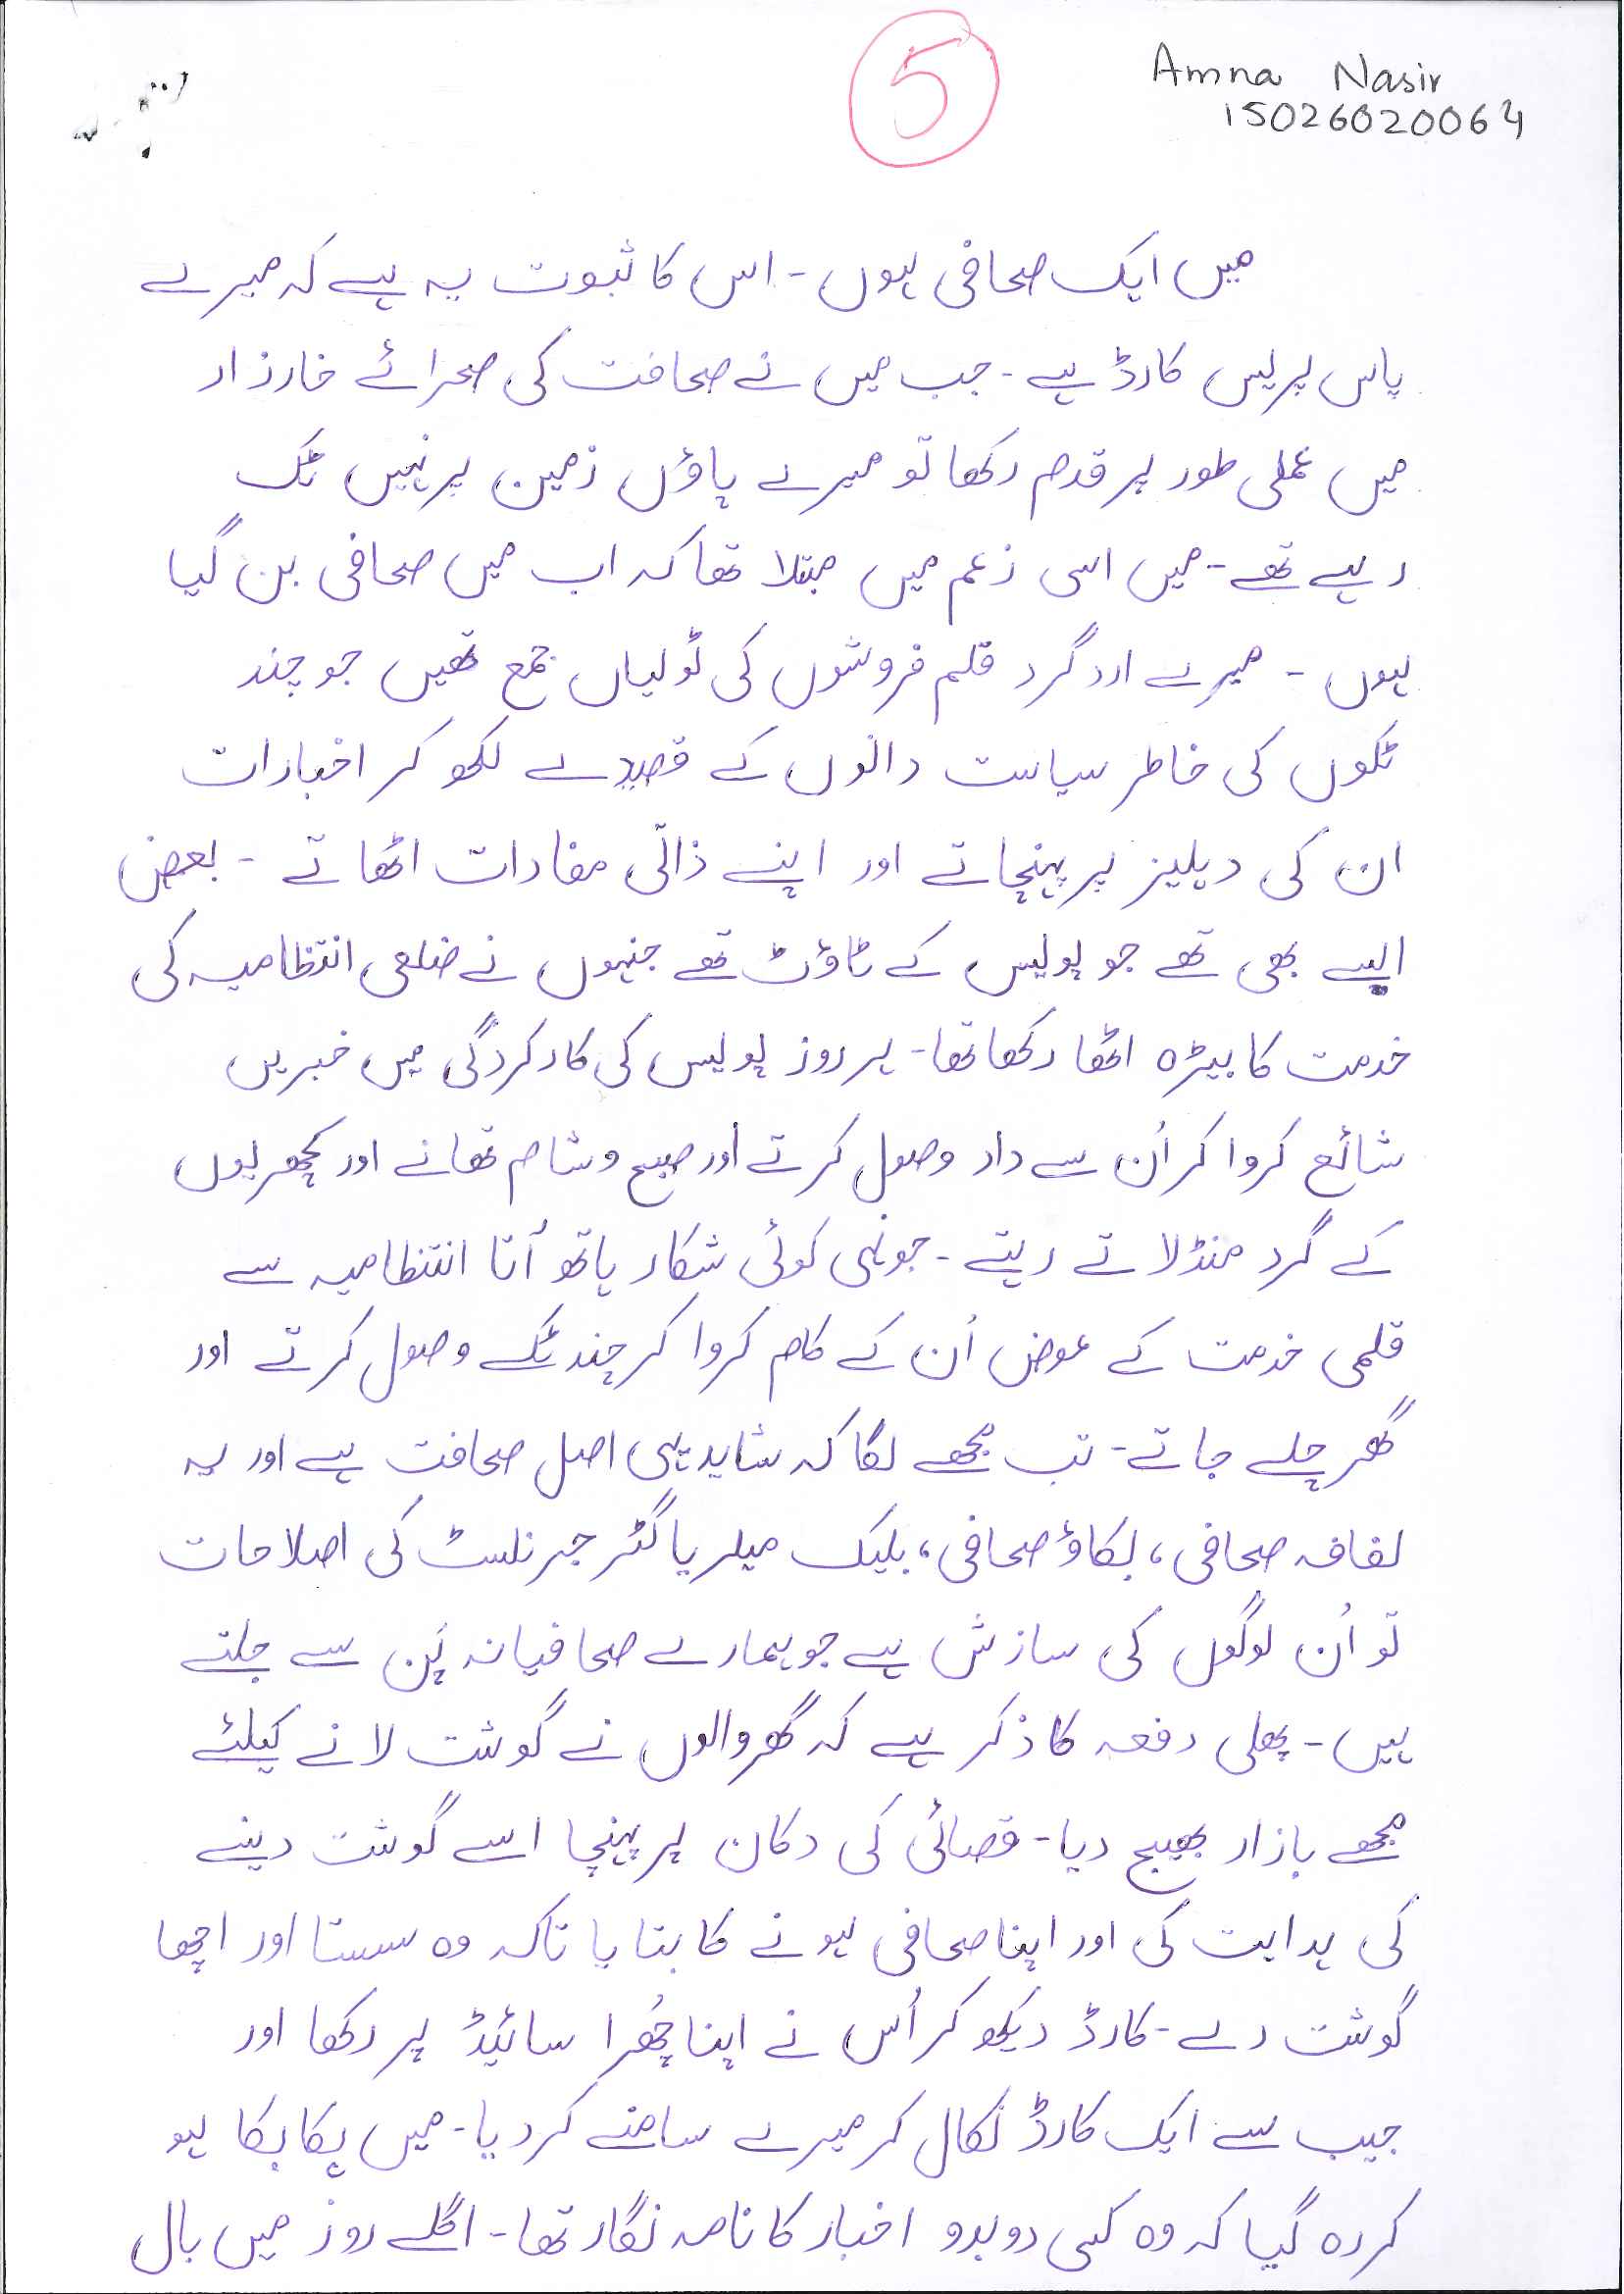 5
Amna Nasir
15026020064
میں ایک صحافی ہوں - اس کا ثبوت یہ ہے کہ میرے
پاس پریس کارڈ ہے - جب میں نے صحافت کی صحرائے خارزار
میں عملی طور پر قدم رکھا تو میرے پاؤں زمین پر نہیں ٹک
رہے تھے - میں اسی زعم میں مبتلا تھا کہ اب میں صحافی بن گیا
ہوں - میرے اردگرد قلم فروشوں کی ٹولیاں جمع تھیں جو چند
ٹکوں کی خاطر سیاست دانوں کے قصیدے لکھ کر اخبارات
ان کی دہلیز پر پہنچاتے اور اپنے ذاتی مفادات اٹھاتے - بعض
ایسے بھی تھے جو پولیس کے ٹاؤٹ تھے جنہوں نے ضلعی انتظامیہ کی
خدمت کا بیڑہ اٹھا رکھا تھا - ہر روز پولیس کی کارکردگی میں خبریں
شائع کروا کر اُن سے داد وصول کرتے اور صبح و شام تھانے اور کچھریوں
کے گرد منڈلاتے رہتے - جونہی کوئی شکار ہاتھ آتا انتظامیہ سے
قلمی خدمت کے عوض اُن کے کام کروا کر چند ٹکے وصول کرتے اور
گھر چلے جاتے - تب مجھے لگا کہ شاید یہی اصل صحافت ہے اور یہ
لفافہ صحافی، بکاؤ صحافی، بلیک میلر یا گٹر جرنلسٹ کی اصلاحات
تو اُن لوگوں کی سازش ہے جو ہمارے صحافیانہ پَن سے جلتے
ہیں - پہلی دفعہ کا ذکر ہے کہ گھر والوں نے گوشت لانے کیلئے
مجھے بازار بھیج دیا - قصائی کی دکان پر پہنچا اسے گوشت دینے
کی ہدایت کی اور اپنا صحافی ہونے کا بتایا تاکہ وہ سستا اور اچھا
گوشت دے - کارڈ دیکھ کر اُس نے اپنا چُھرا سائیڈ پر رکھا اور
جیب سے ایک کارڈ نکال کر میرے سامنے کر دیا - میں ہکا بکا ہو
کر رہ گیا کہ وہ کسی دوبدو اخبار کا نامہ نگار تھا - اگلے روز میں بال